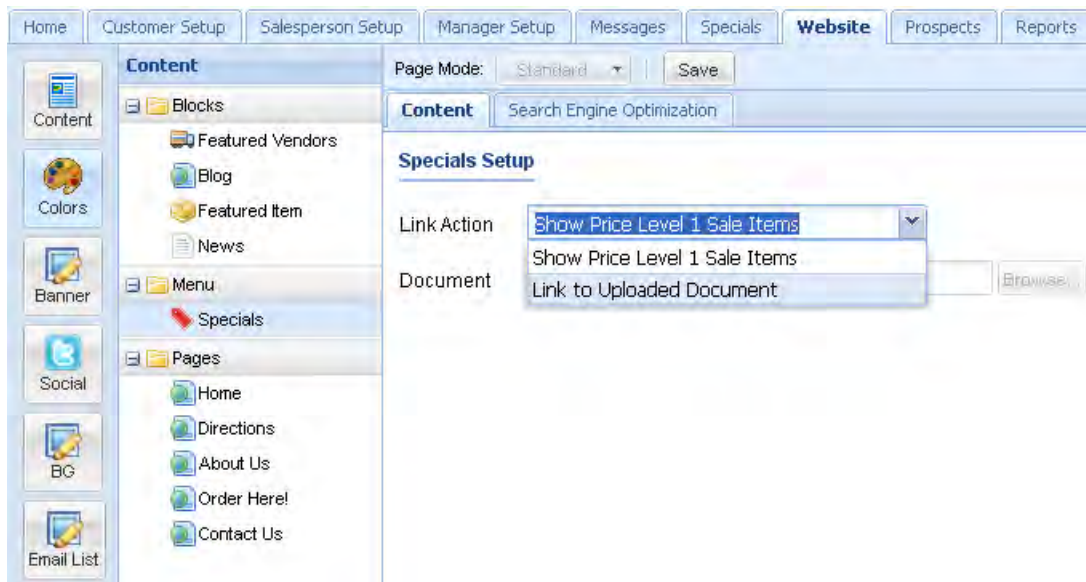 Home Customer Setup Salesperson Setup Manager Setup Messages Specials Website Prospects Reports
Content
Colors
Banner
Social
BG
Email List
Content
Blocks
Featured Vendors
Blog
Featured Item
News
Menu
Specials
Pages
Home
Directions
About Us
Order Here!
Contact Us
Page Mode: Standard Save
Content Search Engine Optimization
Specials Setup
Link Action Show Price Level 1 Sale Items
Show Price Level 1 Sale Items
Document Browse...
Link to Uploaded Document